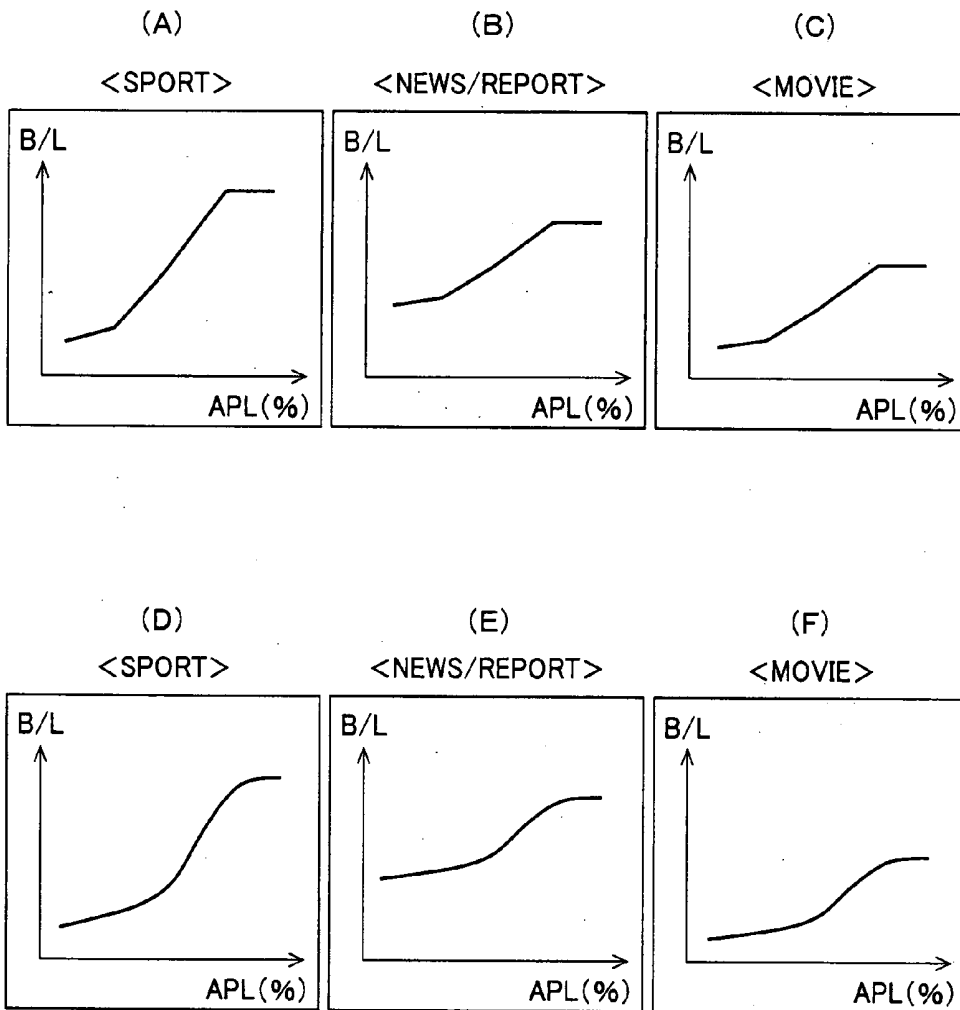 (A)
<SPORT>
B/L
APL(%)
(B)
<NEWS/REPORT>
B/L
APL(%)
(C)
<MOVIE>
B/L
APL(%)
(D)
<SPORT>
B/L
APL(%)
(E)
<NEWS/REPORT>
B/L
APL(%)
(F)
<MOVIE>
B/L
APL(%)